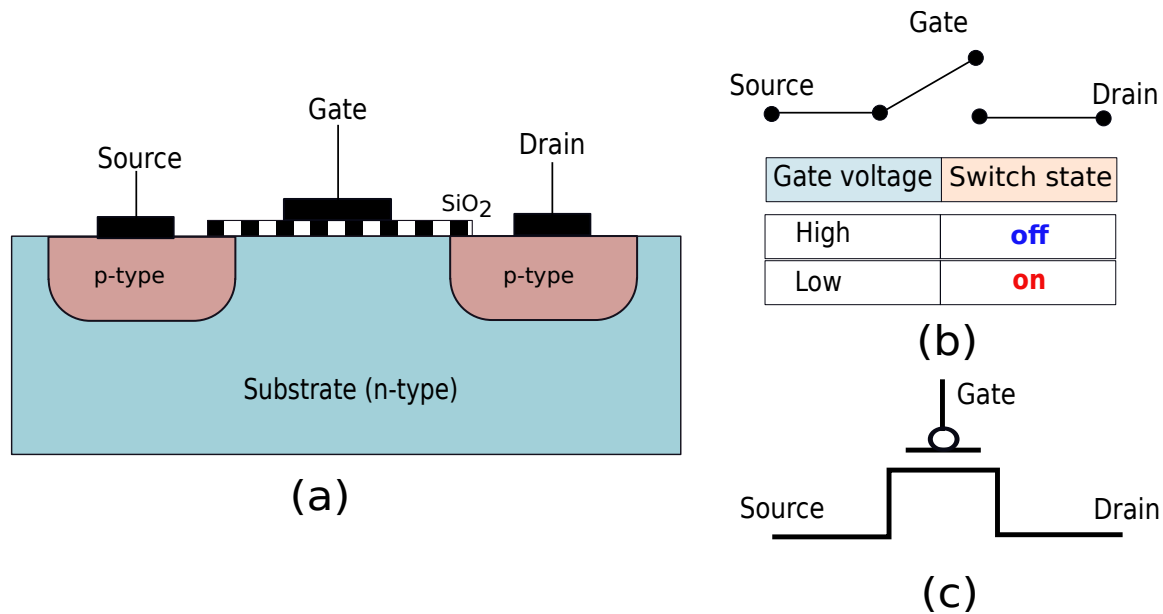 Gate
Source
Drain
SiO2
p-type
p-type
Substrate (n-type)
(a)
Gate
Source
Drain
Gate voltage Switch state
High off
Low on
(b)
Gate
Source
Drain
(c)